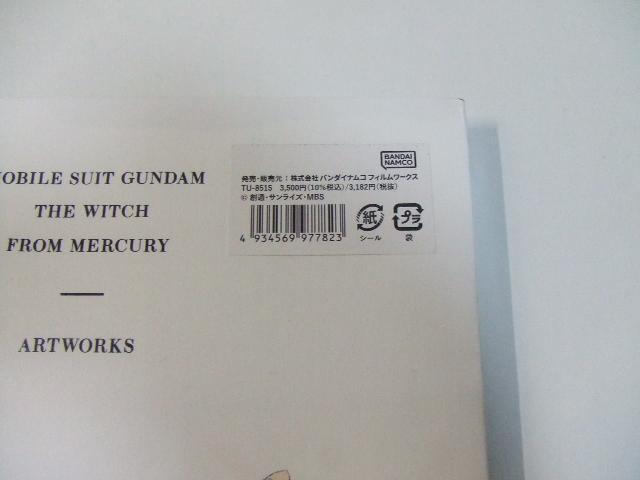 OBILE SUIT GUNDAM
THE WITCH
FROM MERCURY
ARTWORKS
BANDAI
NAMCO
発売・販売元:株式会社バンダイナムコフィルムワークス
TU-8515 3,500円(10%税込)/3,182円(税抜)
© 創通・サンライズ・MBS
4 934569 977823
紙
シール
プラ
袋